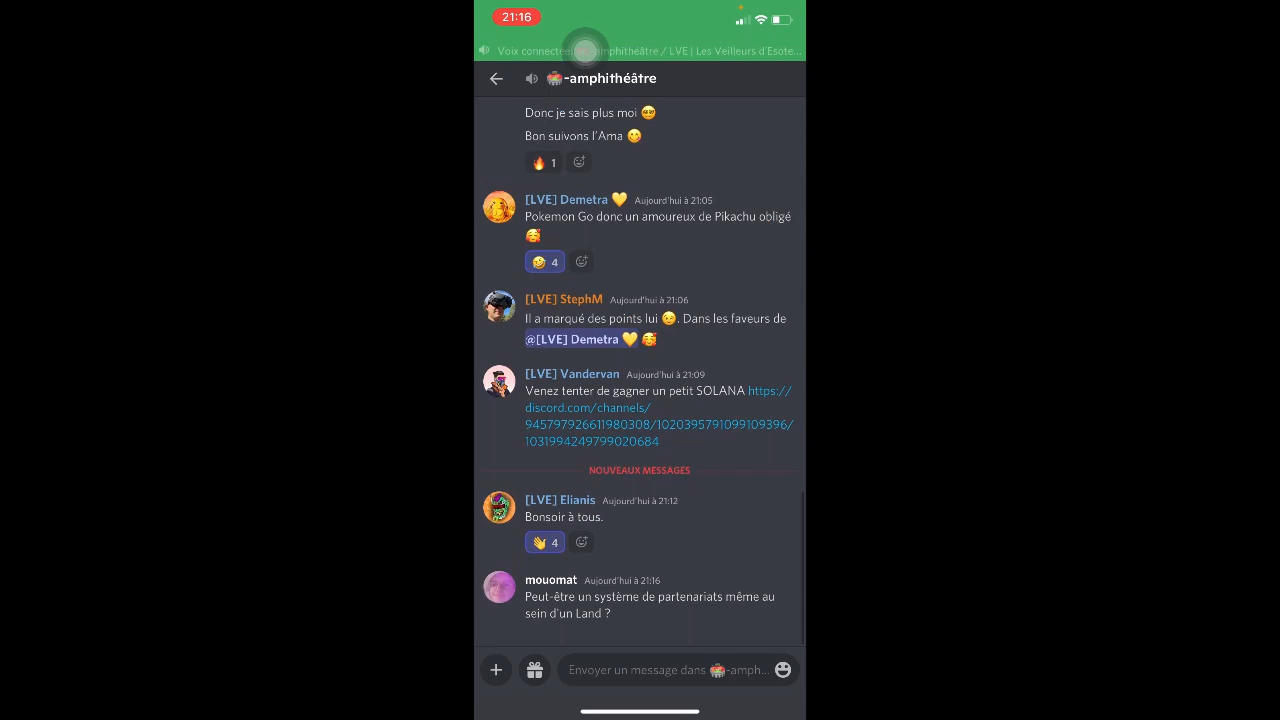 21:16
Voix connectée amphithéâtre / LVE | Les Veilleurs d'Esote...
-amphithéâtre
Donc je sais plus moi
Bon suivons l'Ama
1
[LVE] Demetra 💛 Aujourd'hui à 21:05
Pokemon Go donc un amoureux de Pikachu obligé
🥰
🤣 4
[LVE] StephM Aujourd'hui à 21:06
Il a marqué des points lui 😉. Dans les faveurs de
@[LVE] Demetra 💛 🥰
[LVE] Vandervan Aujourd'hui à 21:09
Venez tenter de gagner un petit SOLANA https://
discord.com/channels/
945797926611980308/1020395791099109396/
1031994249799020684
NOUVEAUX MESSAGES
[LVE] Elianis Aujourd'hui à 21:12
Bonsoir à tous.
👋 4
mouomat Aujourd'hui à 21:16
Peut-être un système de partenariats même au
sein d'un Land ?
Envoyer un message dans -amph...